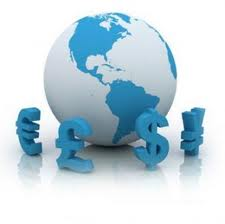 € £ $ ¥